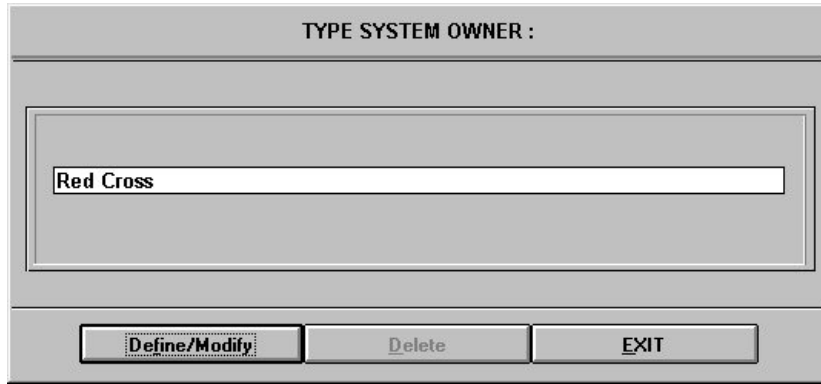 TYPE SYSTEM OWNER :
Red Cross
Define/Modify
Delete
EXIT